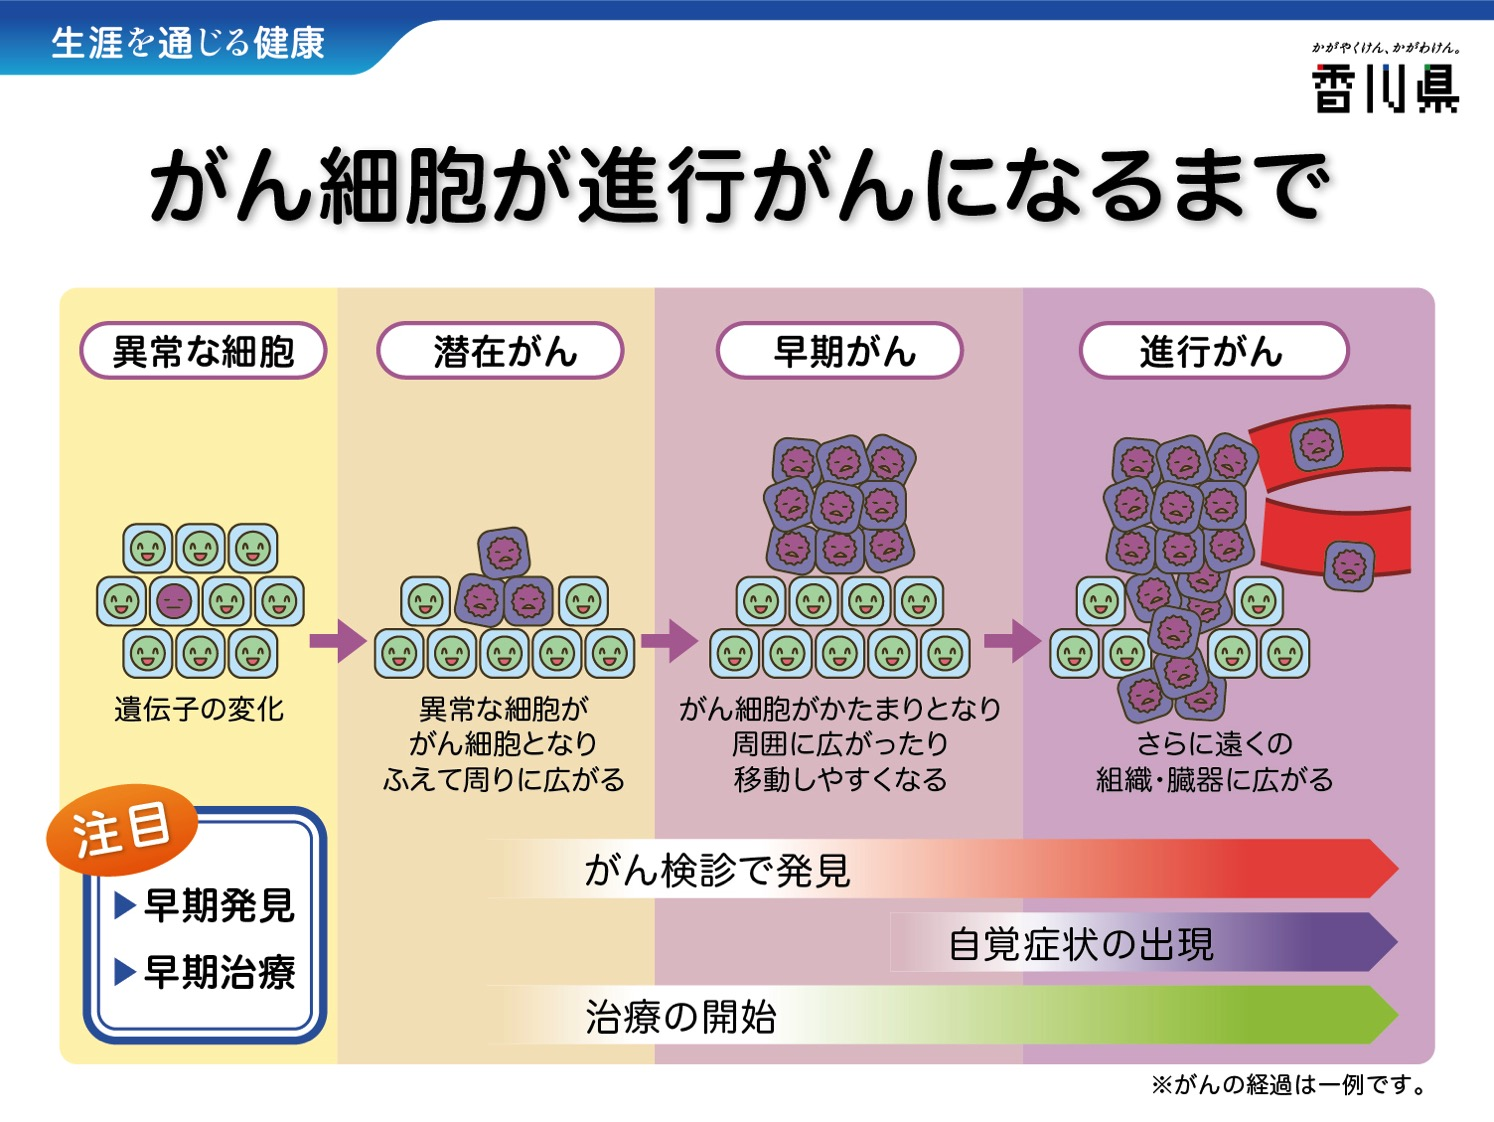 生涯を通じる健康
かがやくけん、かがわけん。
香川県
がん細胞が進行がんになるまで
異常な細胞
潜在がん
早期がん
進行がん
遺伝子の変化
異常な細胞が
がん細胞となり
ふえて周りに広がる
がん細胞がかたまりとなり
周囲に広がったり
移動しやすくなる
さらに遠くの
組織・臓器に広がる
注目
▶早期発見
▶早期治療
がん検診で発見
自覚症状の出現
治療の開始
※がんの経過は一例です。